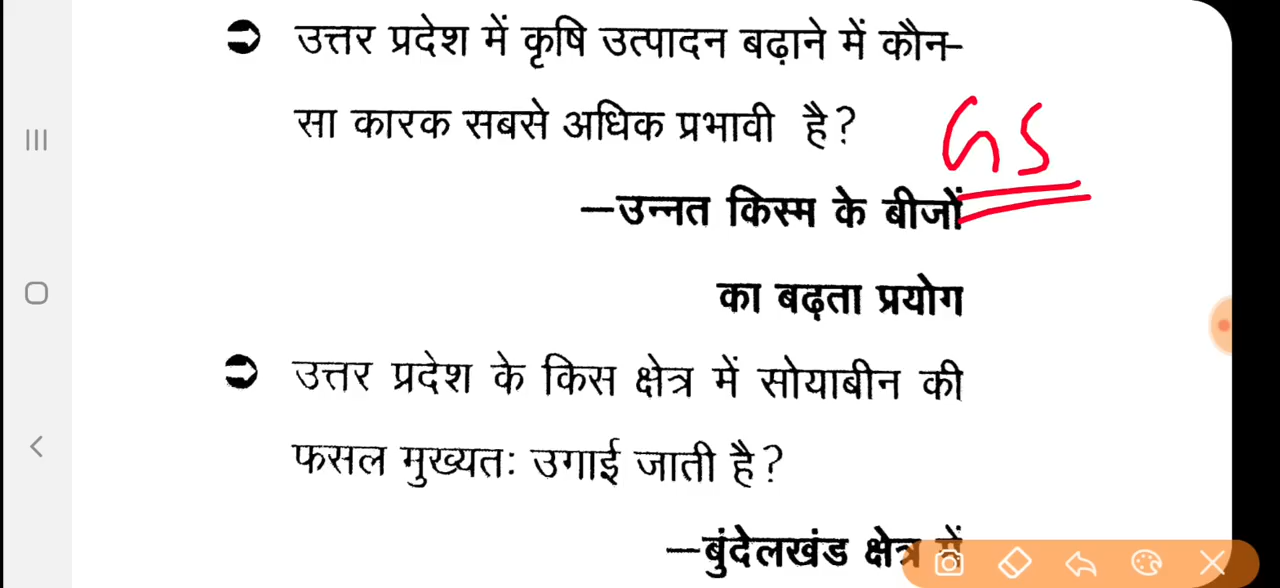 ➲ उत्तर प्रदेश में कृषि उत्पादन बढ़ाने में कौन-
सा कारक सबसे अधिक प्रभावी है?
GS
—उन्नत किस्म के बीजों
का बढ़ता प्रयोग
➲ उत्तर प्रदेश के किस क्षेत्र में सोयाबीन की
फसल मुख्यतः उगाई जाती है?
—बुंदेलखंड क्षेत्र में